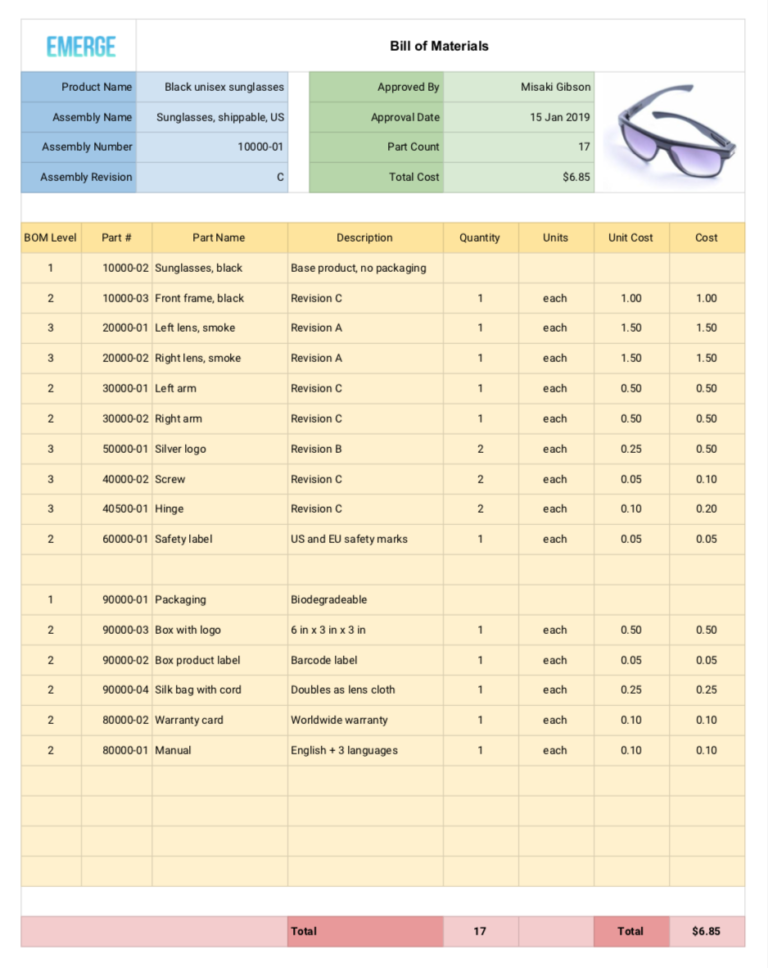 EMERGE
Bill of Materials
Product Name Black unisex sunglasses Approved By Misaki Gibson
Assembly Name Sunglasses, shippable, US Approval Date 15 Jan 2019
Assembly Number 10000-01 Part Count 17
Assembly Revision C Total Cost $6.85
BOM Level Part # Part Name Description Quantity Units Unit Cost Cost
1 10000-02 Sunglasses, black Base product, no packaging
2 10000-03 Front frame, black Revision C 1 each 1.00 1.00
3 20000-01 Left lens, smoke Revision A 1 each 1.50 1.50
3 20000-02 Right lens, smoke Revision A 1 each 1.50 1.50
2 30000-01 Left arm Revision C 1 each 0.50 0.50
2 30000-02 Right arm Revision C 1 each 0.50 0.50
3 50000-01 Silver logo Revision B 2 each 0.25 0.50
3 40000-02 Screw Revision C 2 each 0.05 0.10
3 40500-01 Hinge Revision C 2 each 0.10 0.20
2 60000-01 Safety label US and EU safety marks 1 each 0.05 0.05
1 90000-01 Packaging Biodegradeable
2 90000-03 Box with logo 6 in x 3 in x 3 in 1 each 0.50 0.50
2 90000-02 Box product label Barcode label 1 each 0.05 0.05
2 90000-04 Silk bag with cord Doubles as lens cloth 1 each 0.25 0.25
2 80000-02 Warranty card Worldwide warranty 1 each 0.10 0.10
2 80000-01 Manual English + 3 languages 1 each 0.10 0.10
Total 17 Total $6.85